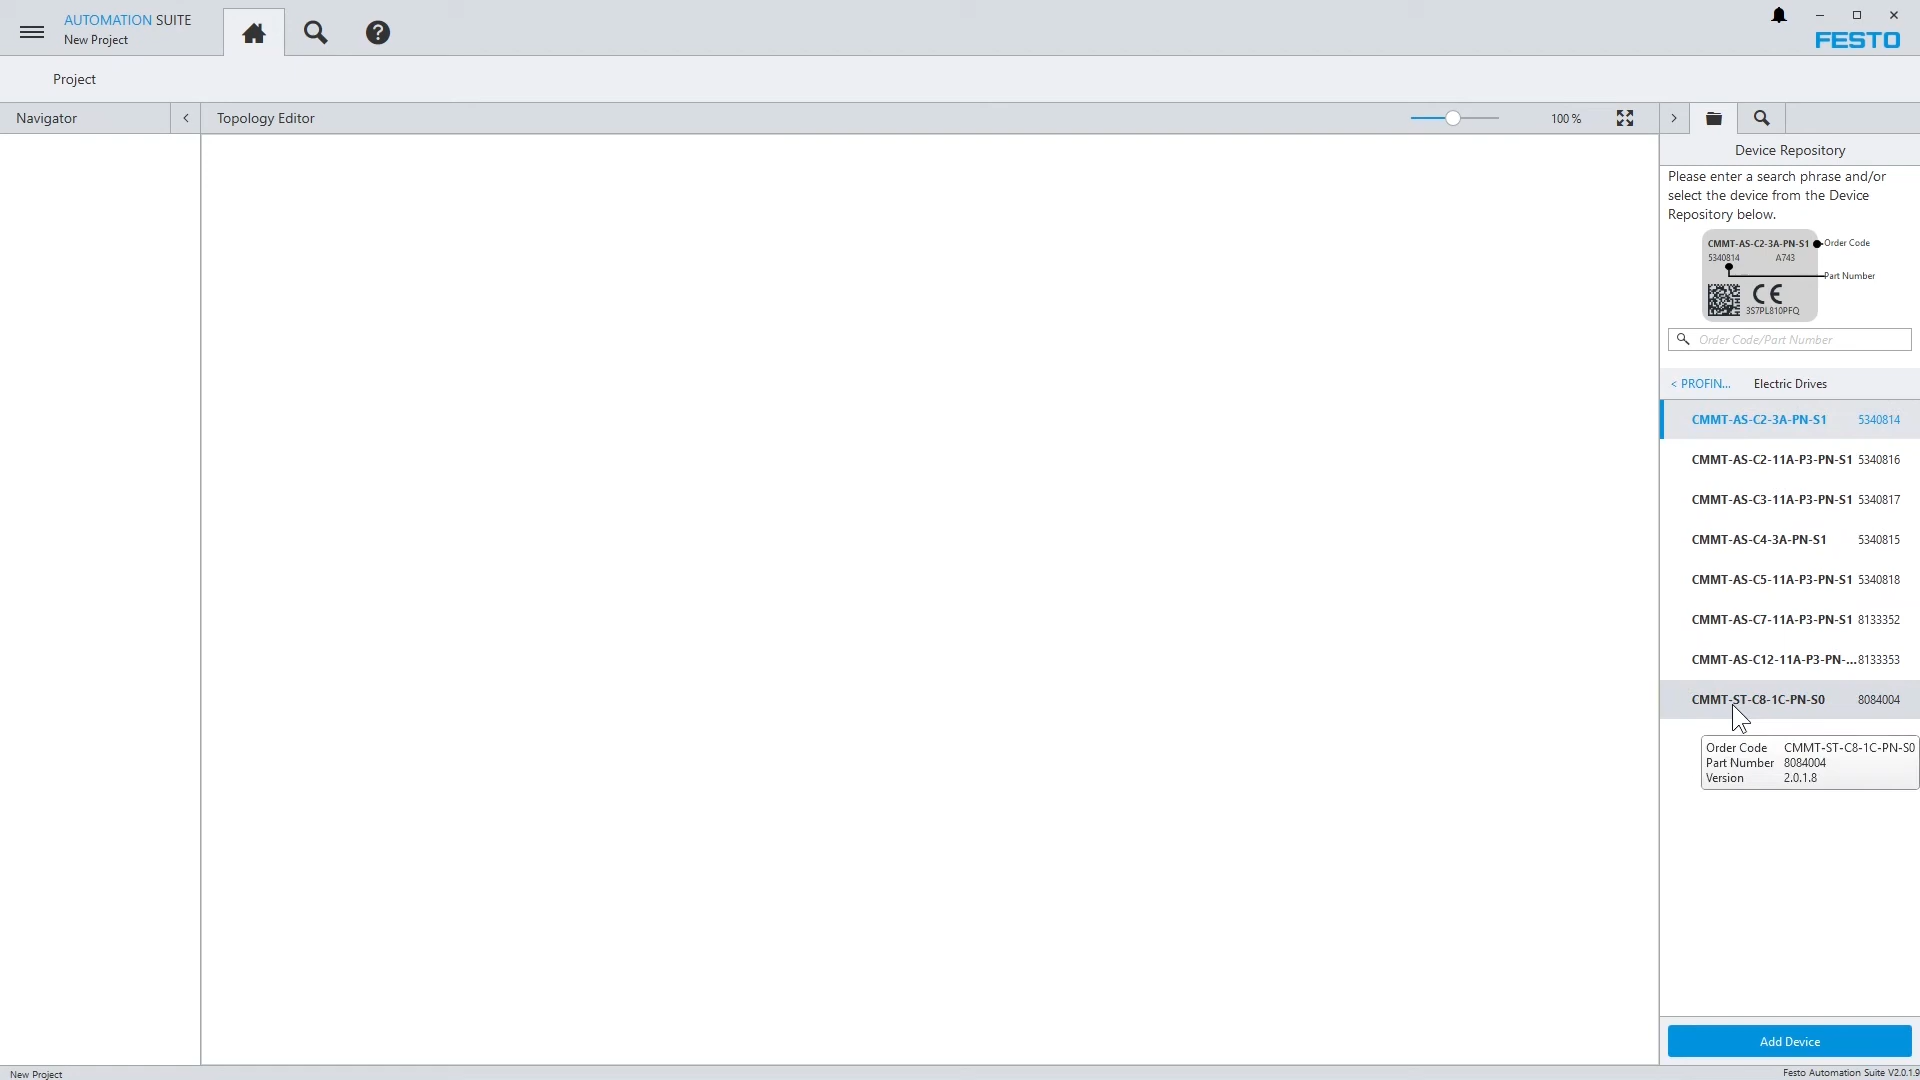 AUTOMATION SUITE
New Project
FESTO
Project
Navigator
<
Topology Editor
100 %
>
Device Repository
Please enter a search phrase and/or
select the device from the Device
Repository below.
CMMT-AS-C2-3A-PN-S1
Order Code
5340814 A743
Part Number
CE
3S7PL810PFQ
Order Code/Part Number
< PROFIN... Electric Drives
CMMT-AS-C2-3A-PN-S1 5340814
CMMT-AS-C2-11A-P3-PN-S1 5340816
CMMT-AS-C3-11A-P3-PN-S1 5340817
CMMT-AS-C4-3A-PN-S1 5340815
CMMT-AS-C5-11A-P3-PN-S1 5340818
CMMT-AS-C7-11A-P3-PN-S1 8133352
CMMT-AS-C12-11A-P3-PN-... 8133353
CMMT-ST-C8-1C-PN-S0 8084004
Order Code CMMT-ST-C8-1C-PN-S0
Part Number 8084004
Version 2.0.1.8
Add Device
New Project
Festo Automation Suite V2.0.1.9